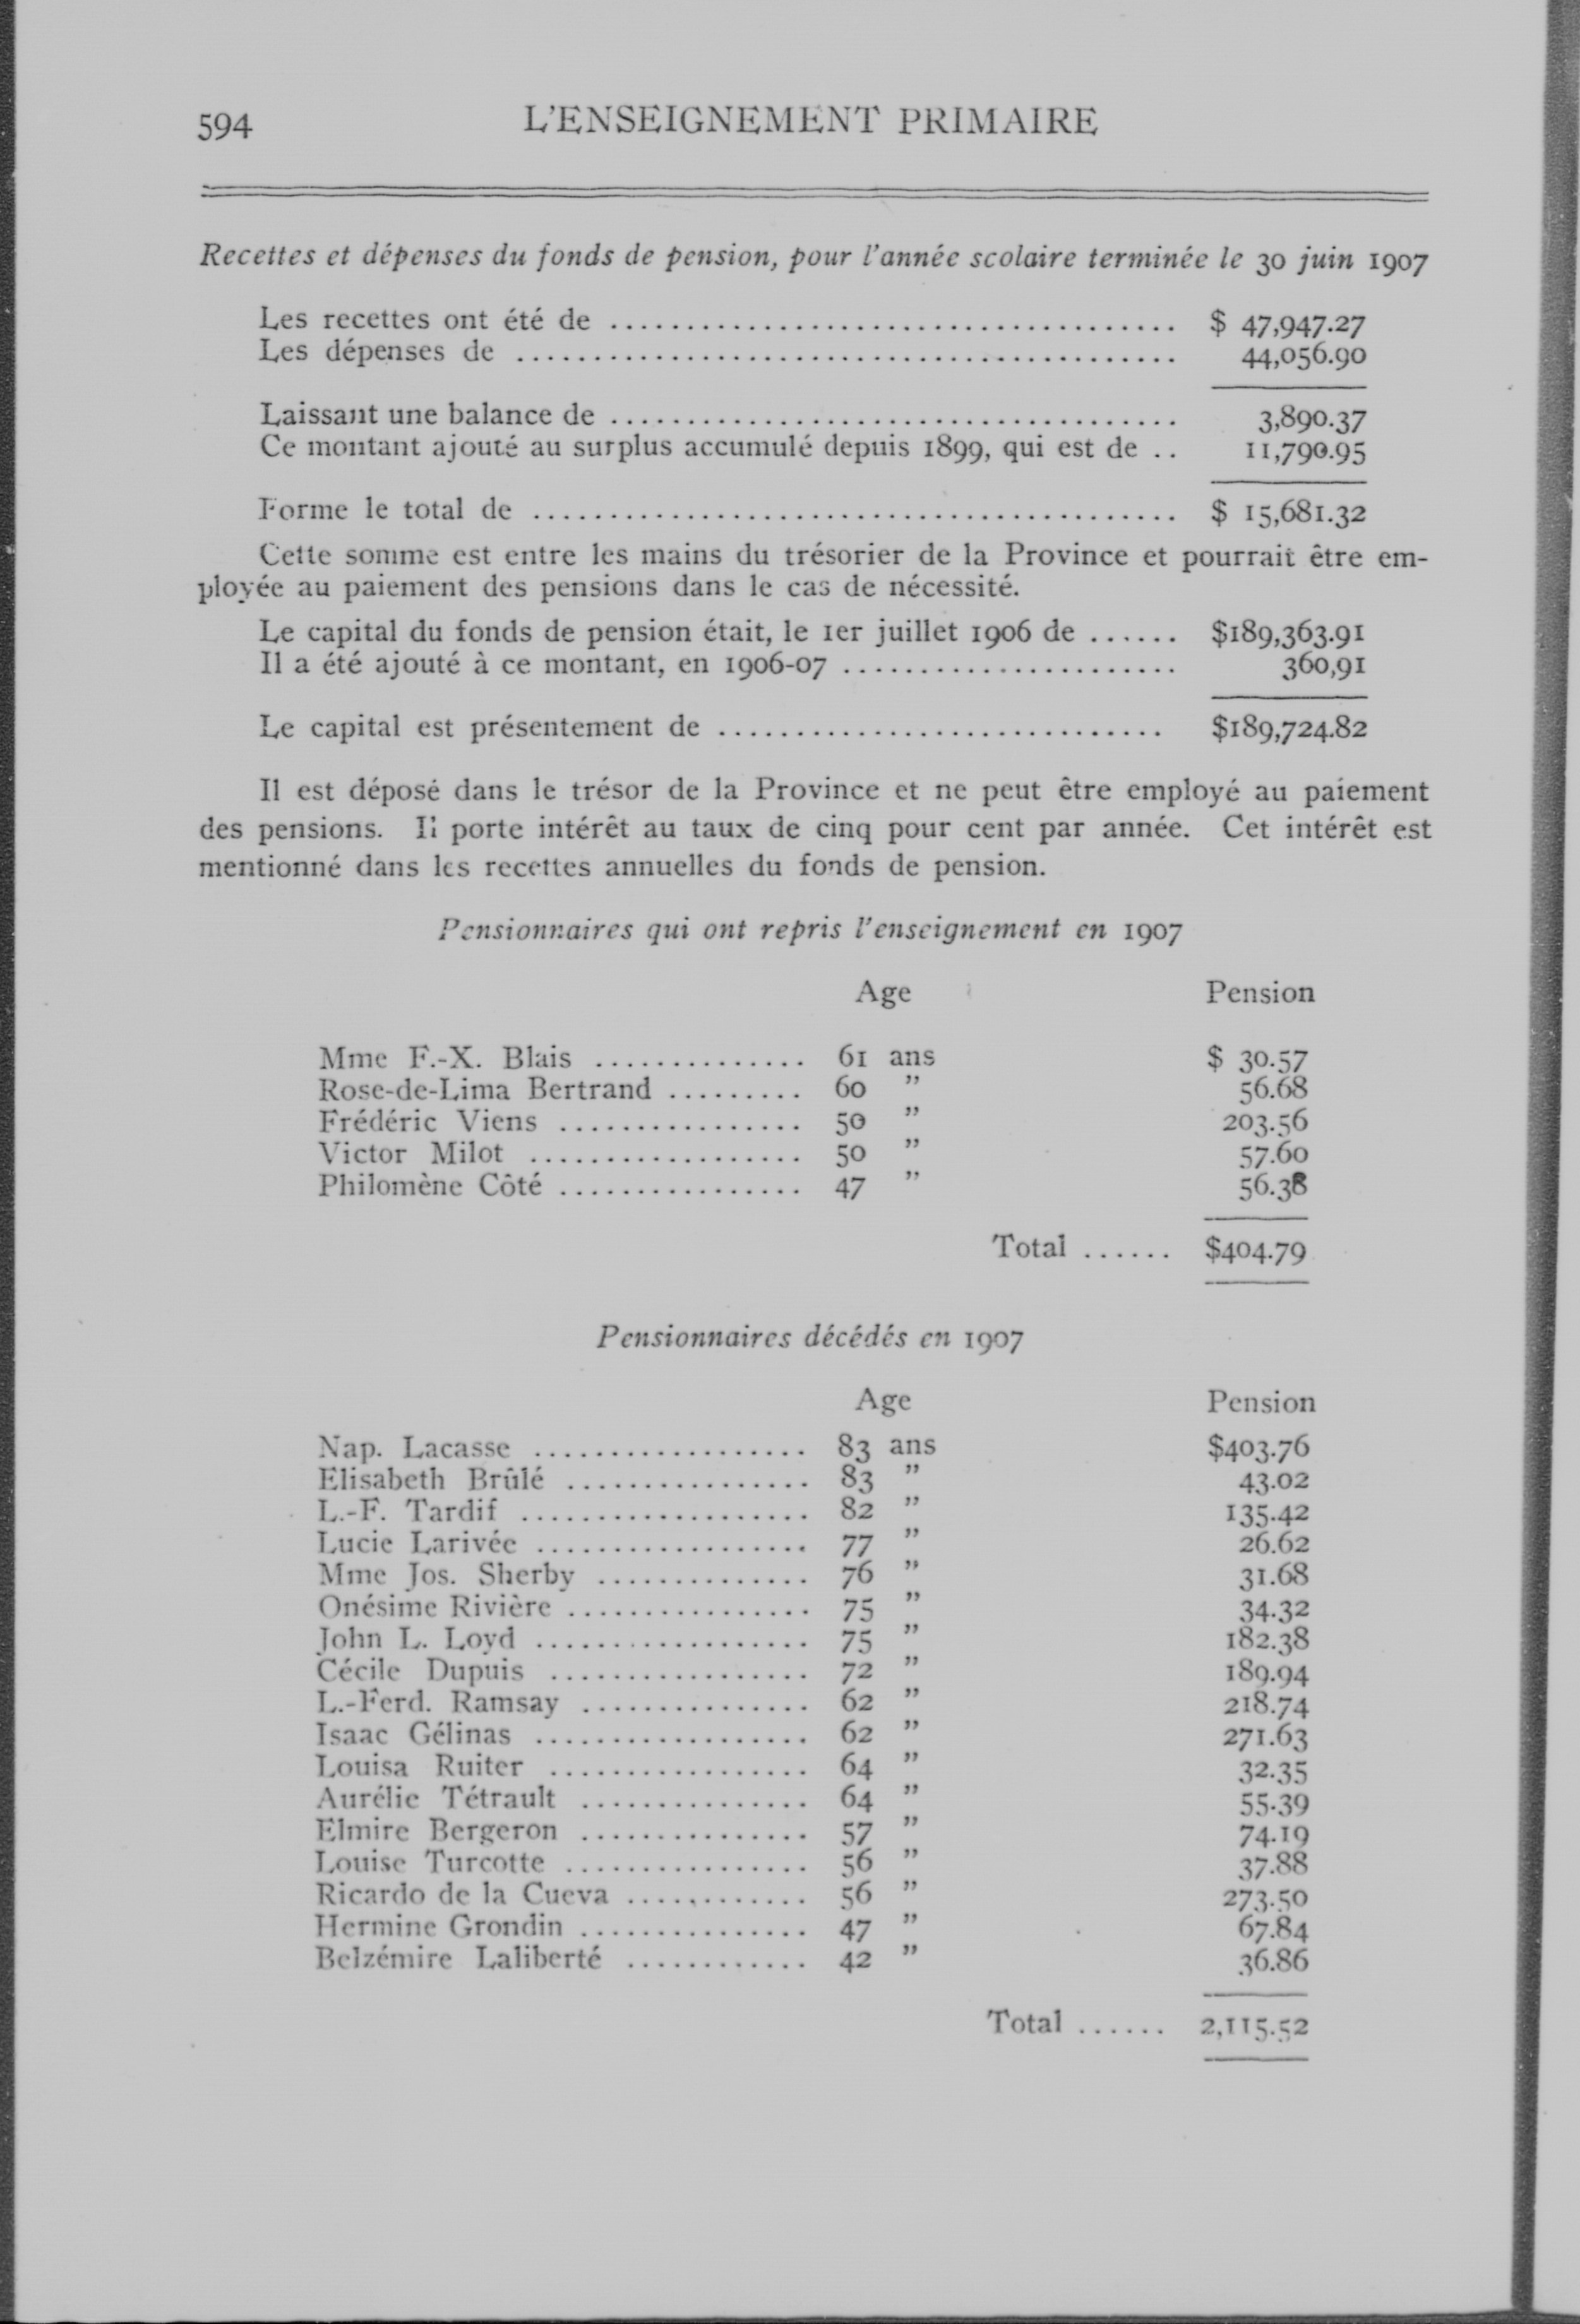 594 L'ENSEIGNEMENT PRIMAIRE
Recettes et dépenses du fonds de pension, pour l'année scolaire terminée le 30 juin 1907
Les recettes ont été de ..................................... $ 47,947.27
Les dépenses de ........................................... 44,056.90
Laissant une balance de ..................................... 3,890.37
Ce montant ajouté au surplus accumulé depuis 1899, qui est de .. 11,790.95
Forme le total de .......................................... $ 15,681.32
Cette somme est entre les mains du trésorier de la Province et pourrait être em-
ployée au paiement des pensions dans le cas de nécessité.
Le capital du fonds de pension était, le 1er juillet 1906 de ...... $189,363.91
Il a été ajouté à ce montant, en 1906-07 ...................... 360,91
Le capital est présentement de ............................. $189,724.82
Il est déposé dans le trésor de la Province et ne peut être employé au paiement
des pensions. Il porte intérêt au taux de cinq pour cent par année. Cet intérêt est
mentionné dans les recettes annuelles du fonds de pension.
Pensionnaires qui ont repris l'enseignement en 1907
Age Pension
Mme F.-X. Blais .............. 61 ans $ 30.57
Rose-de-Lima Bertrand ......... 60 " 56.68
Frédéric Viens ................ 50 " 203.56
Victor Milot .................. 50 " 57.60
Philomène Côté ................ 47 " 56.38
Total ...... $404.79
Pensionnaires décédés en 1907
Age Pension
Nap. Lacasse .................. 83 ans $403.76
Elisabeth Brûlé ................ 83 " 43.02
L.-F. Tardif ................... 82 " 135.42
Lucie Larivée .................. 77 " 26.62
Mme Jos. Sherby .............. 76 " 31.68
Onésime Rivière ................ 75 " 34.32
John L. Loyd .................. 75 " 182.38
Cécile Dupuis ................. 72 " 189.94
L.-Ferd. Ramsay ............... 62 " 218.74
Isaac Gélinas .................. 62 " 271.63
Louisa Ruiter ................. 64 " 32.35
Aurélie Tétrault ............... 64 " 55.39
Elmire Bergeron ............... 57 " 74.19
Louise Turcotte ................ 56 " 37.88
Ricardo de la Cueva ............ 56 " 273.50
Hermine Grondin ............... 47 " 67.84
Belzémire Laliberté ............ 42 " 36.86
Total ...... 2,115.52